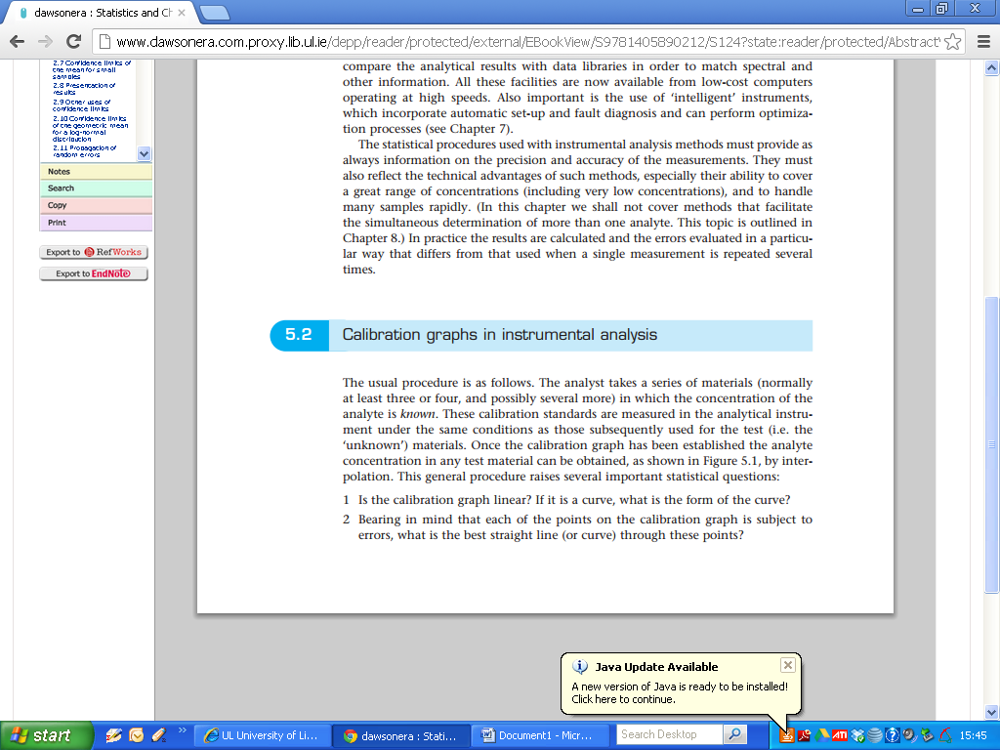 dawsonera : Statistics and Ch
www.dawsonera.com.proxy.lib.ul.ie/depp/reader/protected/external/EBookView/S9781405890212/S124?state:reader/protected/Abstract
2.7 Confidence limits of
the mean for small
samples
2.8 Presentation of
results
2.9 Other uses of
confidence limits
2.10 Confidence limits
of the geometric mean
for a log-normal
distribution
2.11 Propagation of
random errors
Notes
Search
Copy
Print
Export to RefWorks
Export to EndNote
compare the analytical results with data libraries in order to match spectral and
other information. All these facilities are now available from low-cost computers
operating at high speeds. Also important is the use of ‘intelligent’ instruments,
which incorporate automatic set-up and fault diagnosis and can perform optimiza-
tion processes (see Chapter 7).
The statistical procedures used with instrumental analysis methods must provide as
always information on the precision and accuracy of the measurements. They must
also reflect the technical advantages of such methods, especially their ability to cover
a great range of concentrations (including very low concentrations), and to handle
many samples rapidly. (In this chapter we shall not cover methods that facilitate
the simultaneous determination of more than one analyte. This topic is outlined in
Chapter 8.) In practice the results are calculated and the errors evaluated in a particu-
lar way that differs from that used when a single measurement is repeated several
times.
5.2 Calibration graphs in instrumental analysis
The usual procedure is as follows. The analyst takes a series of materials (normally
at least three or four, and possibly several more) in which the concentration of the
analyte is known. These calibration standards are measured in the analytical instru-
ment under the same conditions as those subsequently used for the test (i.e. the
‘unknown’) materials. Once the calibration graph has been established the analyte
concentration in any test material can be obtained, as shown in Figure 5.1, by inter-
polation. This general procedure raises several important statistical questions:
1 Is the calibration graph linear? If it is a curve, what is the form of the curve?
2 Bearing in mind that each of the points on the calibration graph is subject to
errors, what is the best straight line (or curve) through these points?
Java Update Available
A new version of Java is ready to be installed!
Click here to continue.
start
UL University of Li...
dawsonera : Stati...
Document1 - Micr...
Search Desktop
ATI
15:45